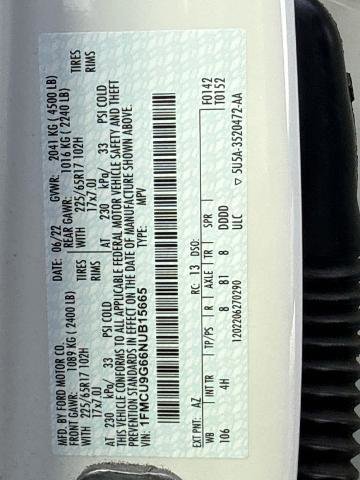 MFD. BY FORD MOTOR CO.
DATE: 06/22 GVWR: 2041 KG ( 4500 LB)
FRONT GAWR: 1089 KG ( 2400 LB) REAR GAWR: 1016 KG ( 2240 LB)
WITH 225/65R17 102H TIRES WITH 225/65R17 102H TIRES
17x7.0J RIMS 17x7.0J RIMS
AT 230 kPa/ 33 PSI COLD AT 230 kPa/ 33 PSI COLD
THIS VEHICLE CONFORMS TO ALL APPLICABLE FEDERAL MOTOR VEHICLE SAFETY AND THEFT
PREVENTION STANDARDS IN EFFECT ON THE DATE OF MANUFACTURE SHOWN ABOVE.
VIN: 1FMCU9G66NUB15665
TYPE: MPV
F0142
T0152
EXT PNT: AZ RC: 13 DSO:
WB INT TR TP/PS R AXLE TR SPR
106 4H 8 81 8 DDDD
ULC
1202206270290 5U5A-3520472-AA